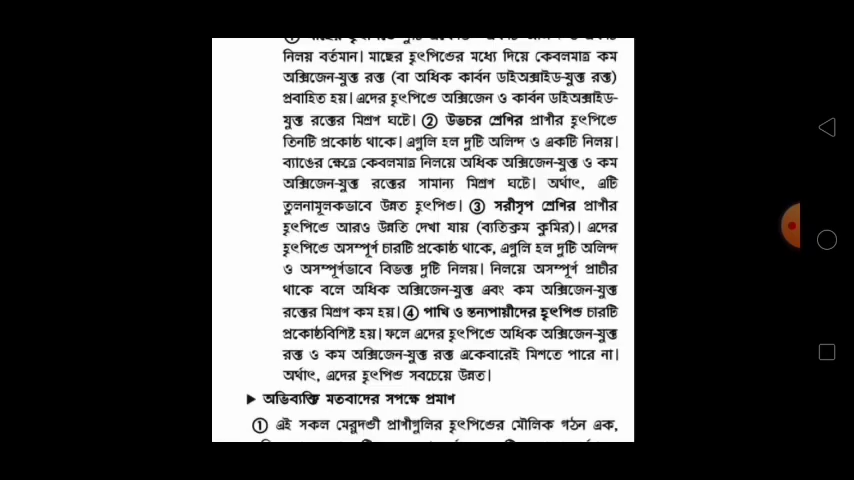 নিলয় বর্তমান। মাছের হৃৎপিণ্ডের মধ্যে দিয়ে কেবলমাত্র কম
অক্সিজেন-যুক্ত রক্ত (বা অধিক কার্বন ডাইঅক্সাইড-যুক্ত রক্ত)
প্রবাহিত হয়। এদের হৃৎপিণ্ডে অক্সিজেন ও কার্বন ডাইঅক্সাইড-
যুক্ত রক্তের মিশ্রণ ঘটে। ② উভচর শ্রেণির প্রাণীর হৃৎপিণ্ডে
তিনটি প্রকোষ্ঠ থাকে। এগুলি হল দুটি অলিন্দ ও একটি নিলয়।
ব্যাঙের ক্ষেত্রে কেবলমাত্র নিলয়ে অধিক অক্সিজেন-যুক্ত ও কম
অক্সিজেন-যুক্ত রক্তের সামান্য মিশ্রণ ঘটে। অর্থাৎ, এটি
তুলনামূলকভাবে উন্নত হৃৎপিণ্ড। ③ সরীসৃপ শ্রেণির প্রাণীর
হৃৎপিণ্ডে আরও উন্নতি দেখা যায় (ব্যতিক্রম কুমির)। এদের
হৃৎপিণ্ডে অসম্পূর্ণ চারটি প্রকোষ্ঠ থাকে, এগুলি হল দুটি অলিন্দ
ও অসম্পূর্ণভাবে বিভক্ত দুটি নিলয়। নিলয়ে অসম্পূর্ণ প্রাচীর
থাকে বলে অধিক অক্সিজেন-যুক্ত এবং কম অক্সিজেন-যুক্ত
রক্তের মিশ্রণ কম হয়। ④ পাখি ও স্তন্যপায়ীদের হৃৎপিণ্ড চারটি
প্রকোষ্ঠবিশিষ্ট হয়। ফলে এদের হৃৎপিণ্ডে অধিক অক্সিজেন-যুক্ত
রক্ত ও কম অক্সিজেন-যুক্ত রক্ত একেবারেই মিশতে পারে না।
অর্থাৎ, এদের হৃৎপিণ্ড সবচেয়ে উন্নত।
▶ অভিব্যক্তি মতবাদের সপক্ষে প্রমাণ
① এই সকল মেরুদণ্ডী প্রাণীগুলির হৃৎপিণ্ডের মৌলিক গঠন এক,